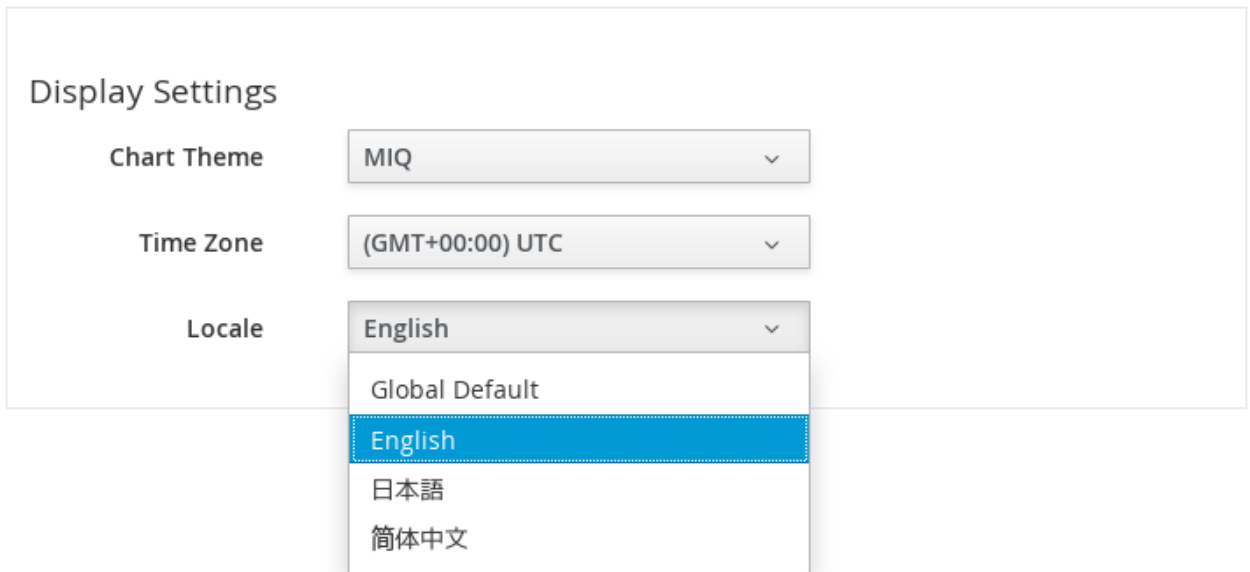 Display Settings
Chart Theme MIQ
Time Zone (GMT+00:00) UTC
Locale English
Global Default
English
日本語
简体中文